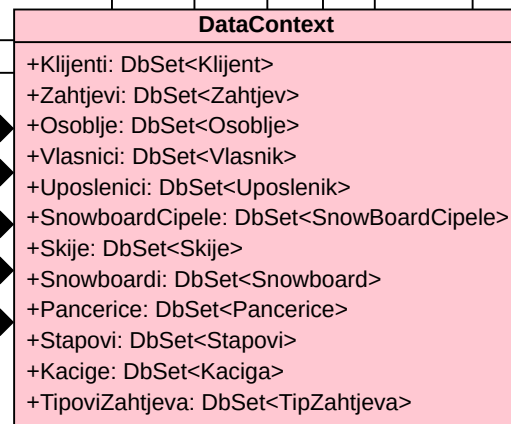 DataContext
+Klijenti: DbSet<Klijent>
+Zahtjevi: DbSet<Zahtjev>
+Osoblje: DbSet<Osoblje>
+Vlasnici: DbSet<Vlasnik>
+Uposlenici: DbSet<Uposlenik>
+SnowboardCipele: DbSet<SnowBoardCipele>
+Skije: DbSet<Skije>
+Snowboardi: DbSet<Snowboard>
+Pancerice: DbSet<Pancerice>
+Stapovi: DbSet<Stapovi>
+Kacige: DbSet<Kaciga>
+TipoviZahtjeva: DbSet<TipZahtjeva>